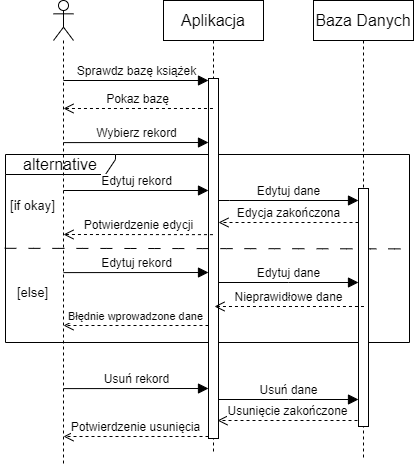 Aplikacja
Baza Danych
Sprawdz bazę książek
Pokaz bazę
Wybierz rekord
alternative
[if okay]
Edytuj rekord
Edytuj dane
Edycja zakończona
Potwierdzenie edycji
[else]
Edytuj rekord
Edytuj dane
Nieprawidłowe dane
Błędnie wprowadzone dane
Usuń rekord
Usuń dane
Usunięcie zakończone
Potwierdzenie usunięcia